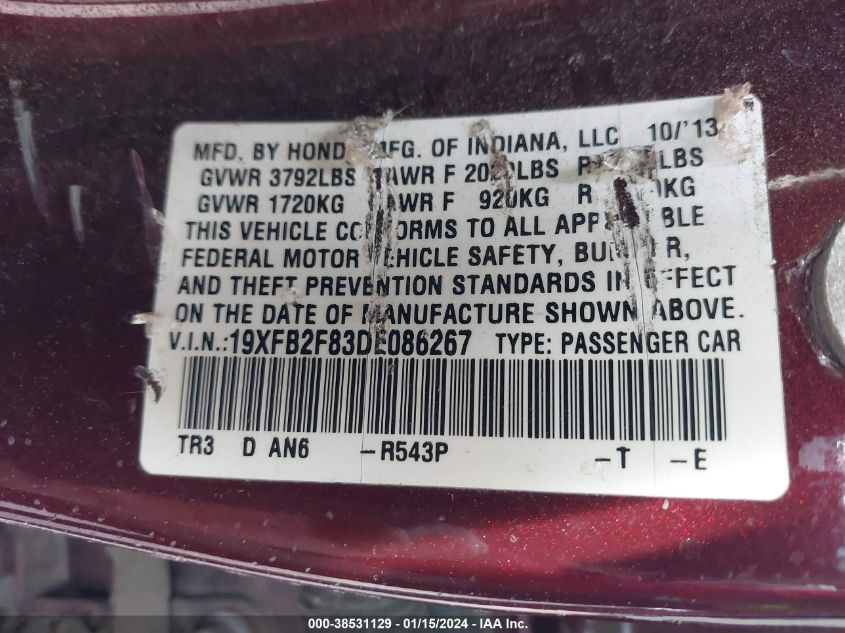 MFD. BY HOND MFG. OF INDIANA, LLC 10/'13
GVWR 3792LBS GAWR F LBS
GVWR 1720KG GAWR F 920KG R
THIS VEHICLE CONFORMS TO ALL APPLICABLE
FEDERAL MOTOR VEHICLE SAFETY, BUMPER,
AND THEFT PREVENTION STANDARDS IN EFFECT
ON THE DATE OF MANUFACTURE SHOWN ABOVE.
V.I.N.:19XFB2F83DE086267 TYPE: PASSENGER CAR
TR3 D AN6 -R543P -T -E
000-38531129 - 01/15/2024 - IAA Inc.